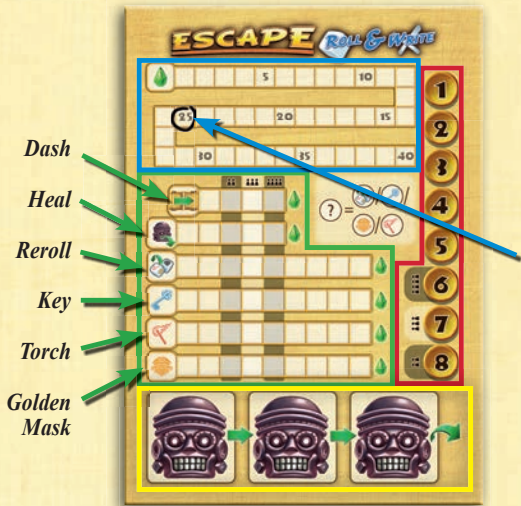 ESCAPE ROLL & WRITE
5 10
25 20 15
30 35 40
Dash
Heal
Reroll
Key
Torch
Golden
Mask
? = / /
/
1
2
3
4
5
6
7
8